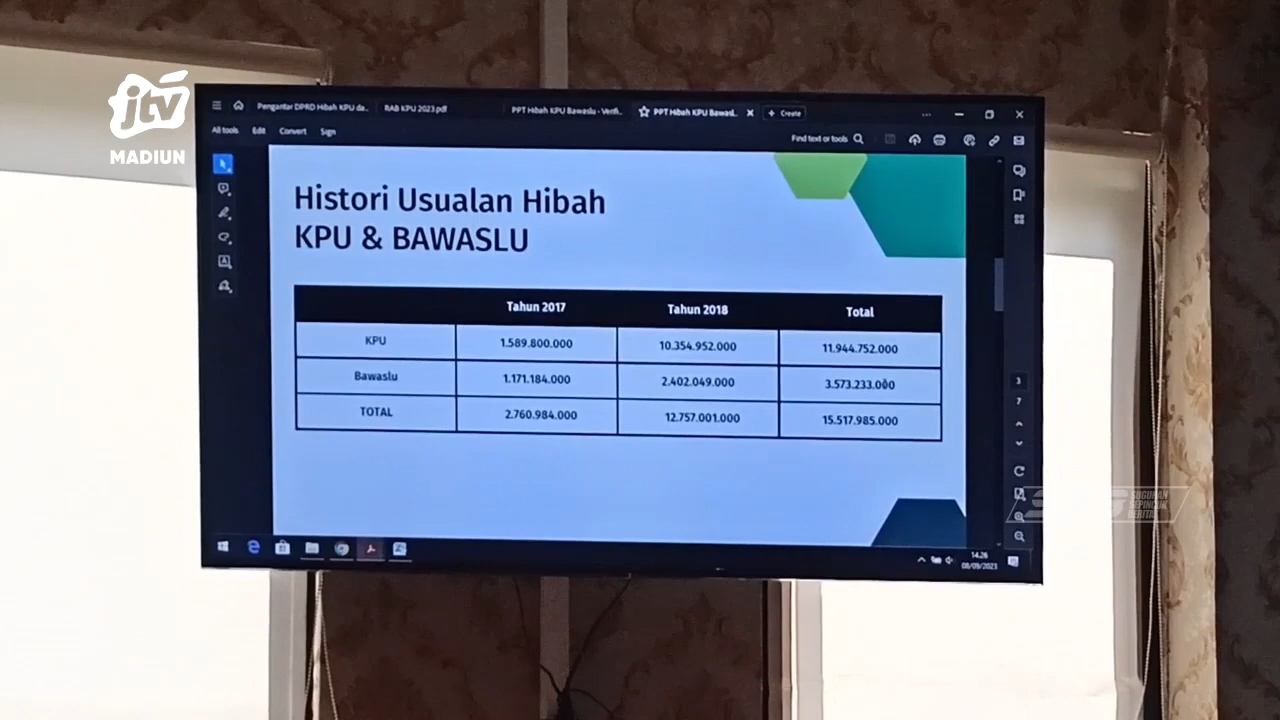 jtv
MADIUN
Pengantar DPRD Hibah KPU da..
RAB KPU 2023.pdf
PPT Hibah KPU Bawaslu - Verifi..
PPT Hibah KPU Bawasl..
Create
All tools
Edit
Convert
Sign
Find text or tools
Histori Usualan Hibah
KPU & BAWASLU
Tahun 2017
Tahun 2018
Total
KPU
1.589.800.000
10.354.952.000
11.944.752.000
Bawaslu
1.171.184.000
2.402.049.000
3.573.233.000
TOTAL
2.760.984.000
12.757.001.000
15.517.985.000
3
7
SUGUHAN
SEPINCUK
BERITA
14.26
08/09/2023